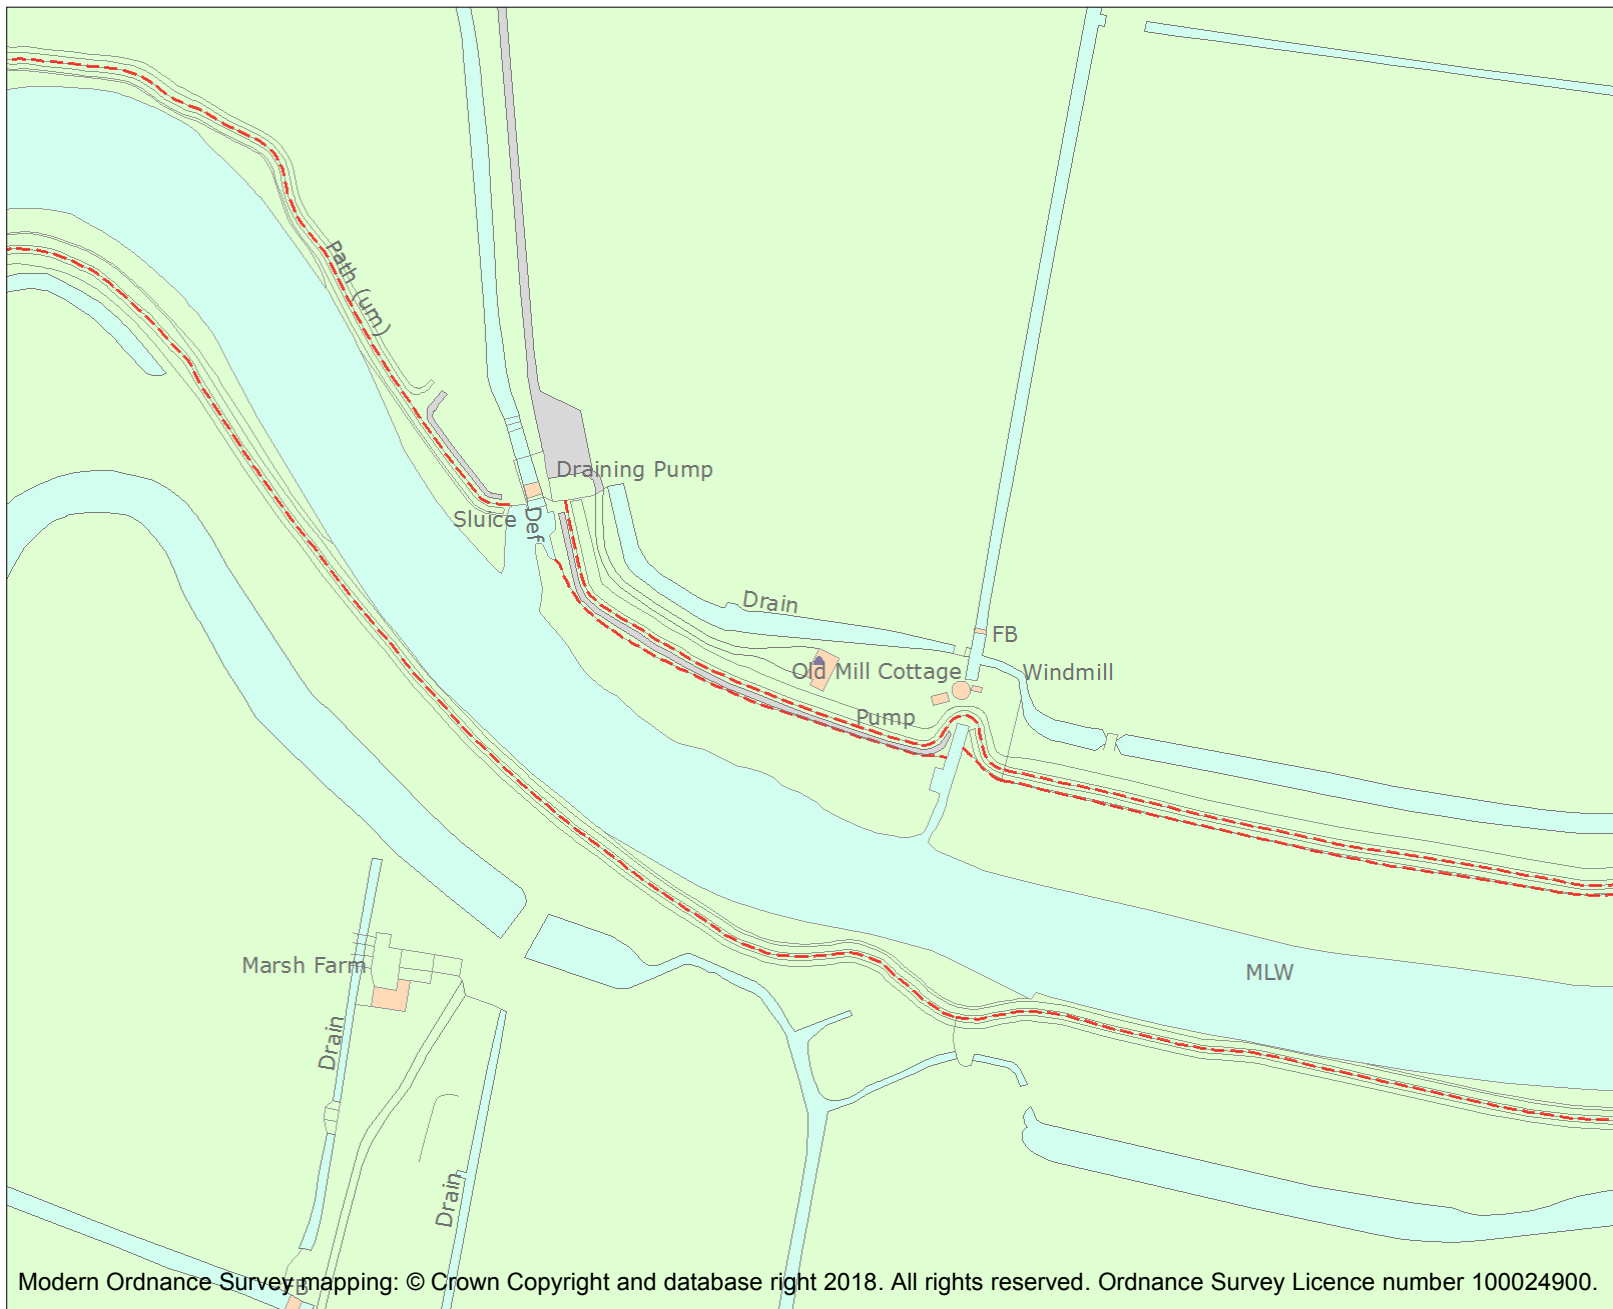 Path (um)
Draining Pump
Sluice
Def
Drain
FB
Old Mill Cottage
Windmill
Pump
Marsh Farm
MLW
Drain
Drain
FB
Modern Ordnance Survey mapping: © Crown Copyright and database right 2018. All rights reserved. Ordnance Survey Licence number 100024900.